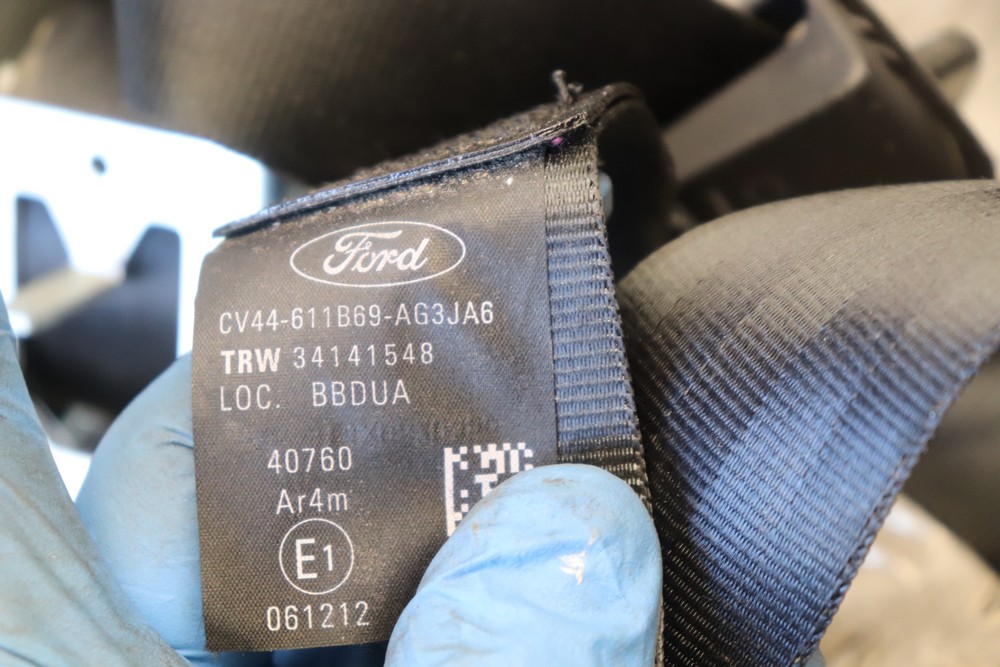 Ford
CV44-611B69-AG3JA6
TRW 34141548
LOC. BBDUA
40760
Ar4m
E1
061212